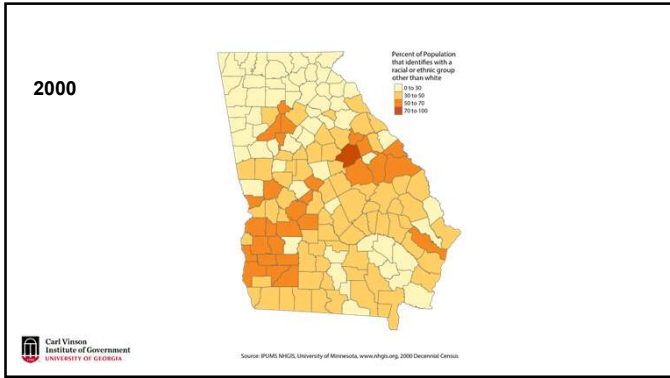 2000
Percent of Population
that identifies with a
racial or ethnic group
other than white
0 to 30
30 to 50
50 to 70
70 to 100
Carl Vinson
Institute of Government
UNIVERSITY OF GEORGIA
Source: IPUMS NHGIS, University of Minnesota, www.nhgis.org, 2000 Decennial Census